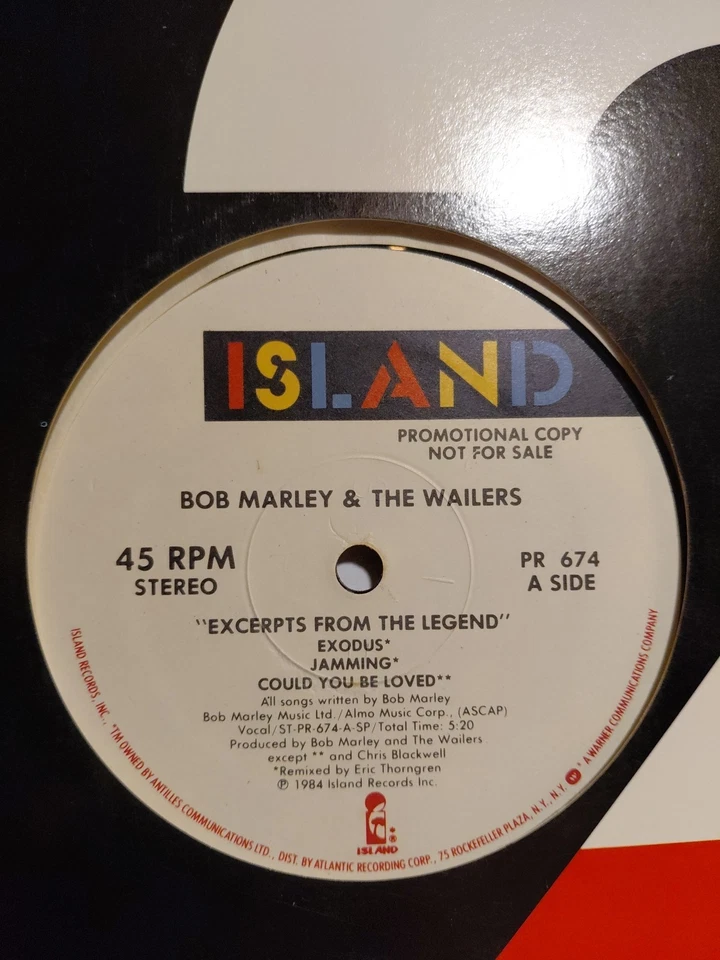 ISLAND
PROMOTIONAL COPY
NOT FOR SALE
BOB MARLEY & THE WAILERS
45 RPM
STEREO
PR 674
A SIDE
"EXCERPTS FROM THE LEGEND"
EXODUS*
JAMMING*
COULD YOU BE LOVED**
All songs written by Bob Marley
Bob Marley Music Ltd./Almo Music Corp., (ASCAP)
Vocal/ST-PR-674-A-SP/Total Time: 5:20
Produced by Bob Marley and The Wailers
except ** and Chris Blackwell
*Remixed by Eric Thorngren
℗ 1984 Island Records Inc.
ISLAND®
ISLAND RECORDS, INC., *TM OWNED BY ANTILLES COMMUNICATIONS LTD., DIST. BY ATLANTIC RECORDING CORP., 75 ROCKEFELLER PLAZA, N.Y., N.Y. * A WARNER COMMUNICATIONS COMPANY